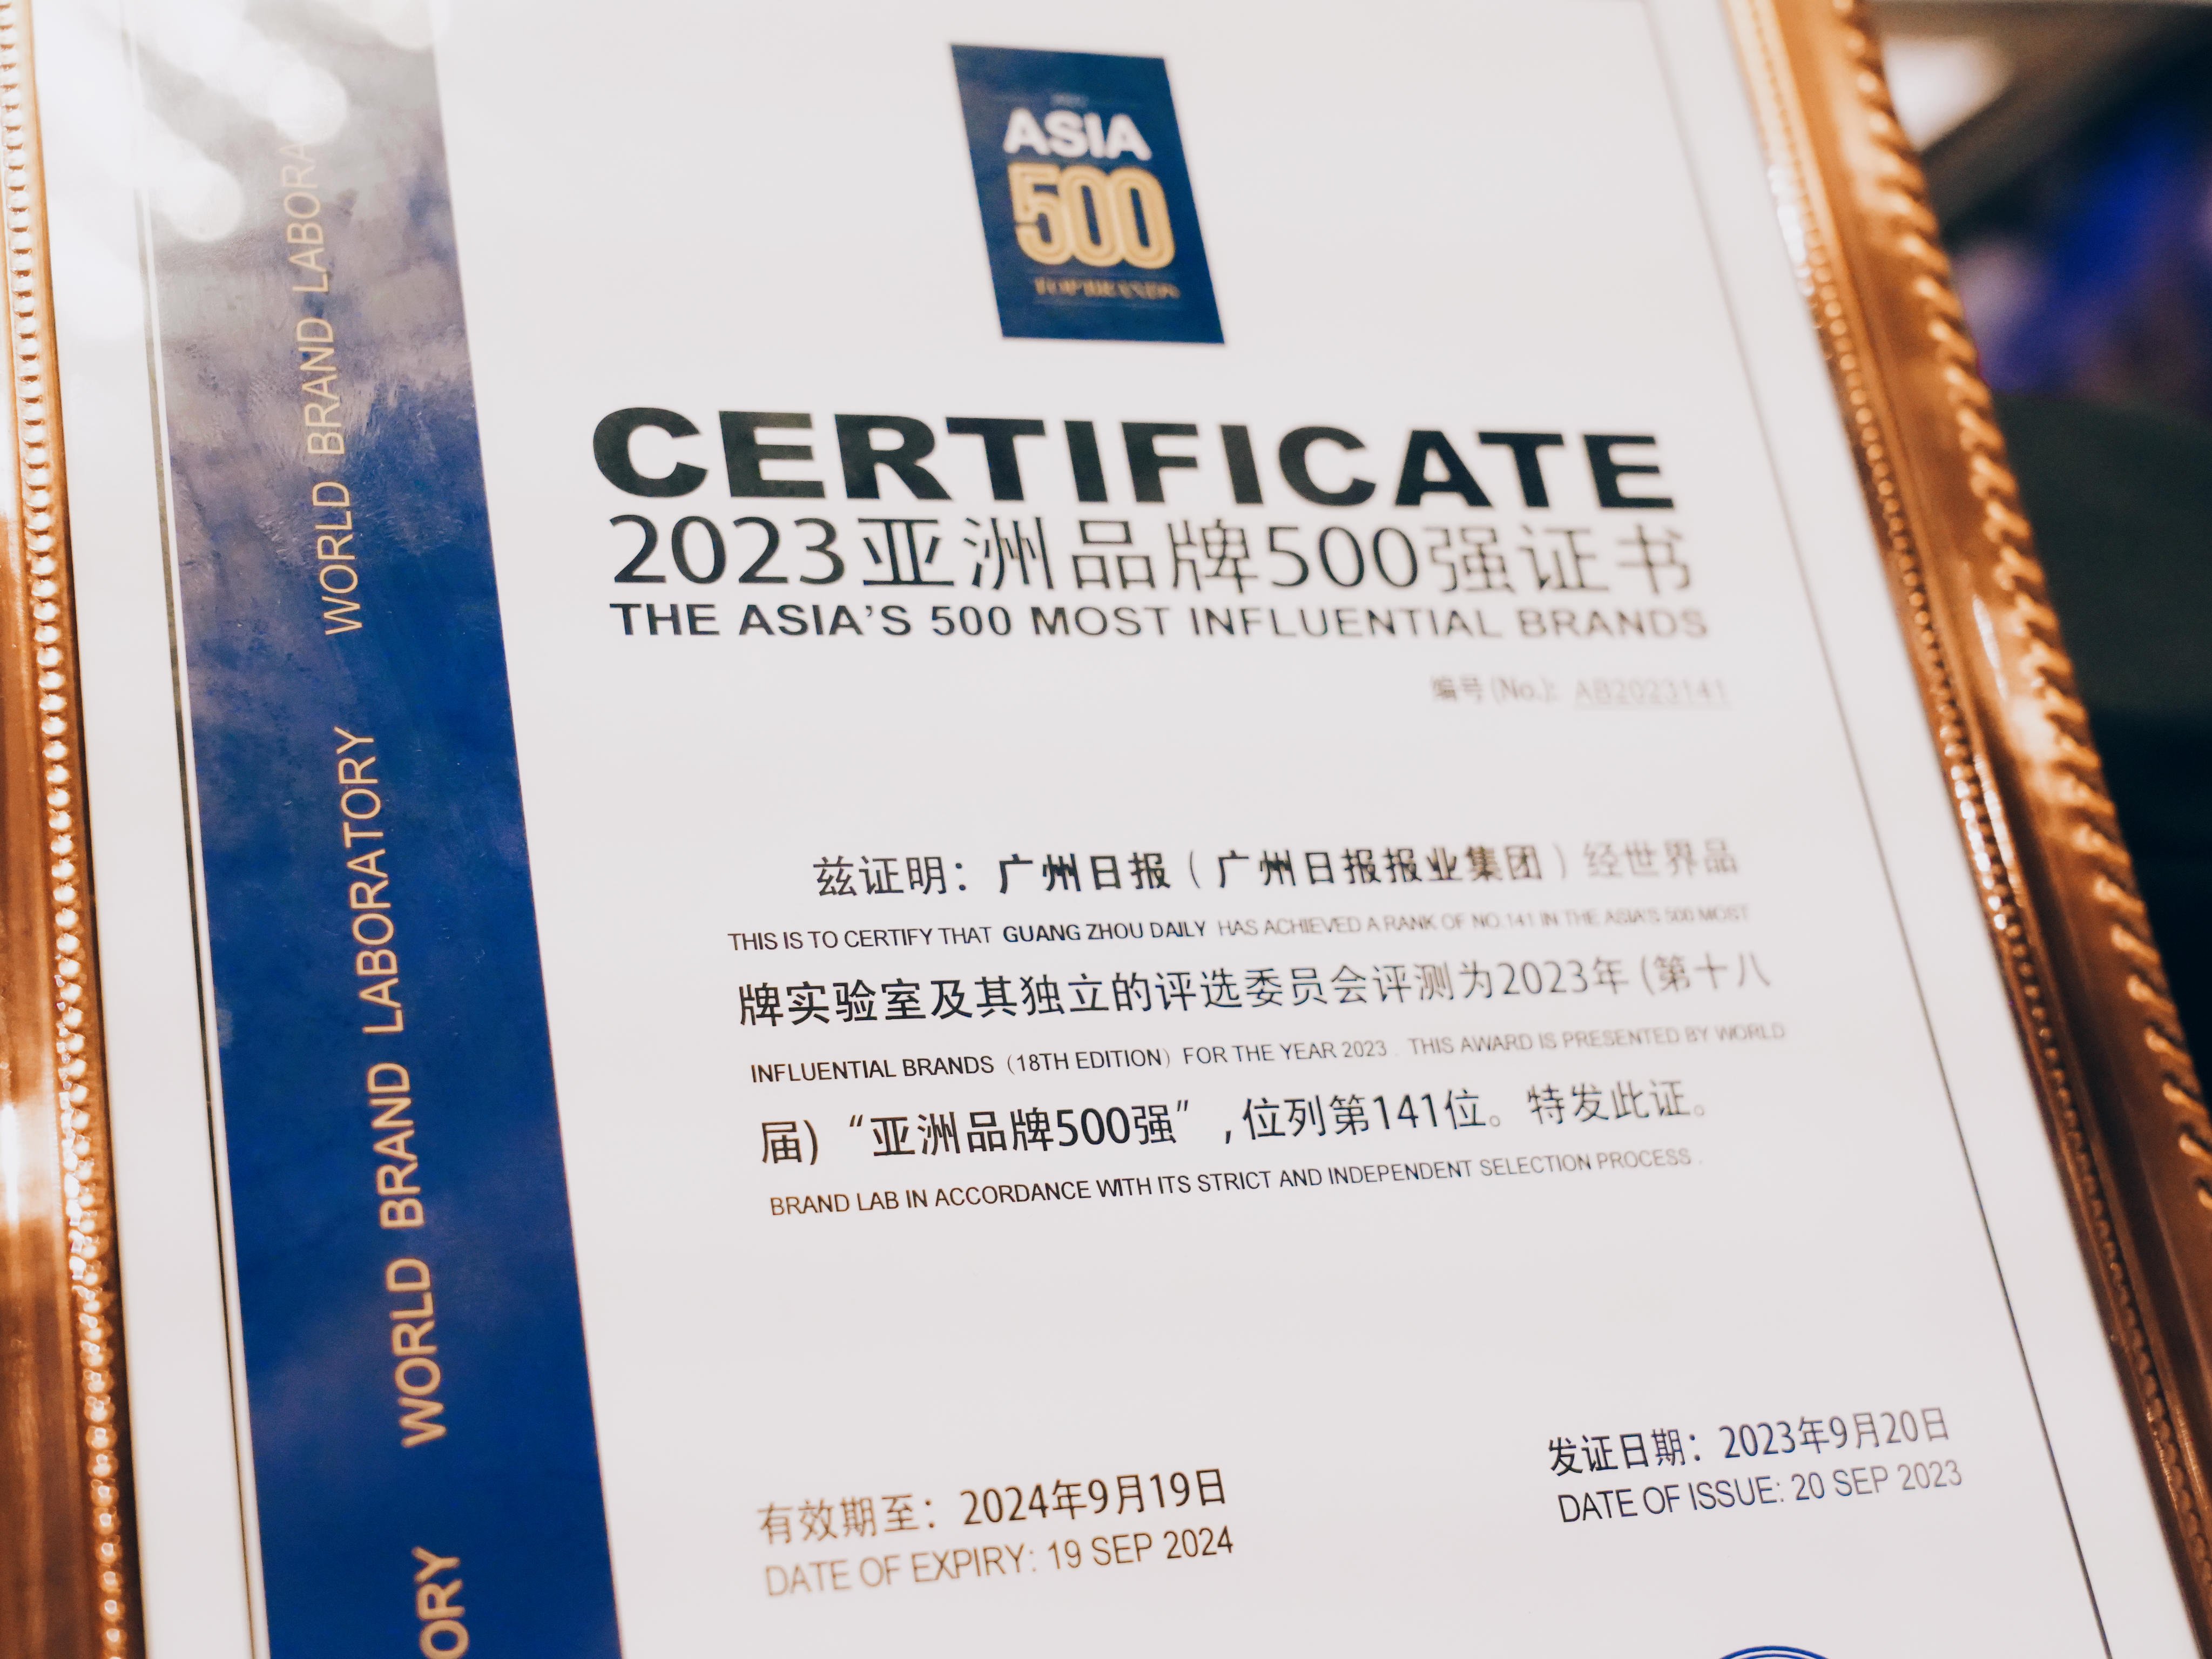 ASIA
500
TOP BRANDS
CERTIFICATE
2023亚洲品牌500强证书
THE ASIA'S 500 MOST INFLUENTIAL BRANDS
编号(No.): AB2023141
兹证明：广州日报（广州日报报业集团）经世界品
THIS IS TO CERTIFY THAT GUANG ZHOU DAILY HAS ACHIEVED A RANK OF NO.141 IN THE ASIA'S 500 MOST
牌实验室及其独立的评选委员会评测为2023年 (第十八
INFLUENTIAL BRANDS（18TH EDITION）FOR THE YEAR 2023 . THIS AWARD IS PRESENTED BY WORLD
届)“亚洲品牌500强”,位列第141位。特发此证。
BRAND LAB IN ACCORDANCE WITH ITS STRICT AND INDEPENDENT SELECTION PROCESS .
有效期至：2024年9月19日
DATE OF EXPIRY: 19 SEP 2024
发证日期：2023年9月20日
DATE OF ISSUE: 20 SEP 2023
WORLD BRAND LABORA
WORLD BRAND LABORATORY
ORY